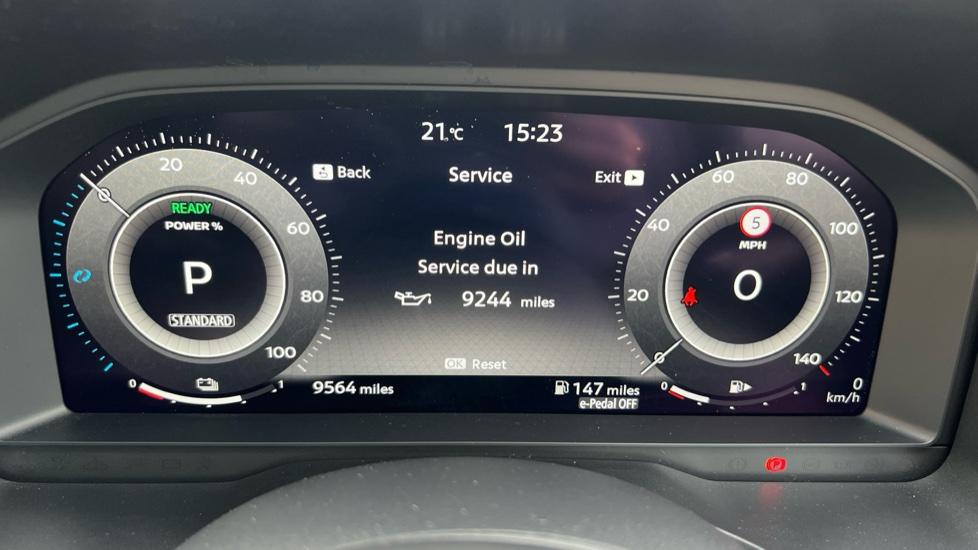 21°C 15:23
Back Service Exit
Engine Oil
Service due in
9244 miles
OK Reset
9564 miles
147 miles
e-Pedal OFF
0 20 40 60 80 100
READY
POWER %
P
STANDARD
0 1
0 20 40 60 80 100 120 140
5
MPH
0
0 1
0
km/h
P